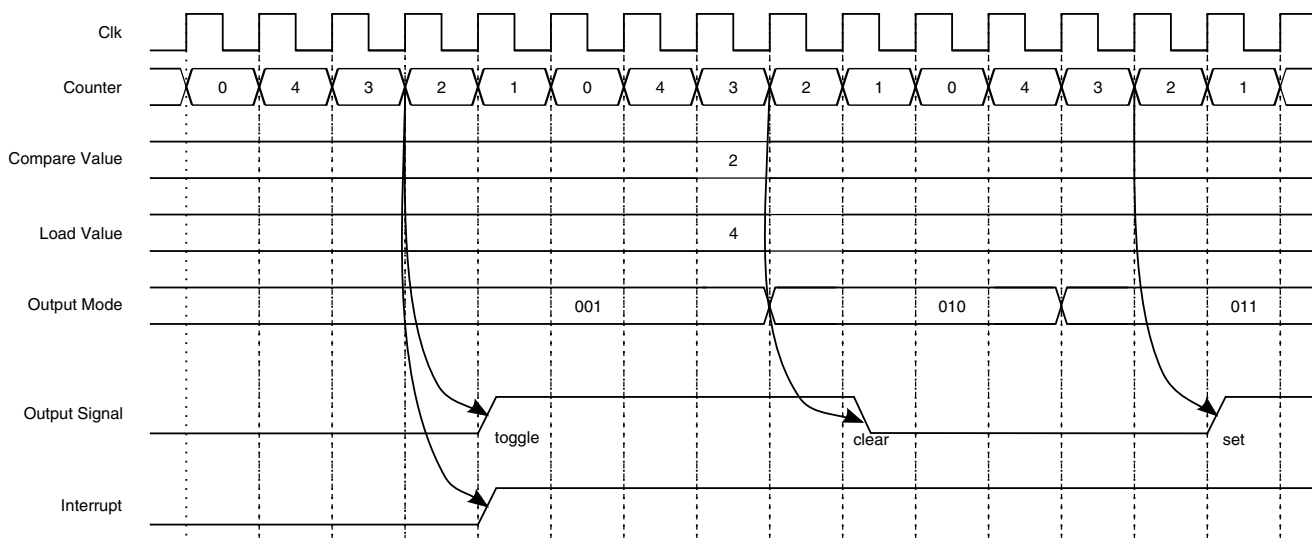 Clk
Counter 0 4 3 2 1 0 4 3 2 1 0 4 3 2 1
Compare Value 2
Load Value 4
Output Mode 001 010 011
Output Signal
toggle clear set
Interrupt